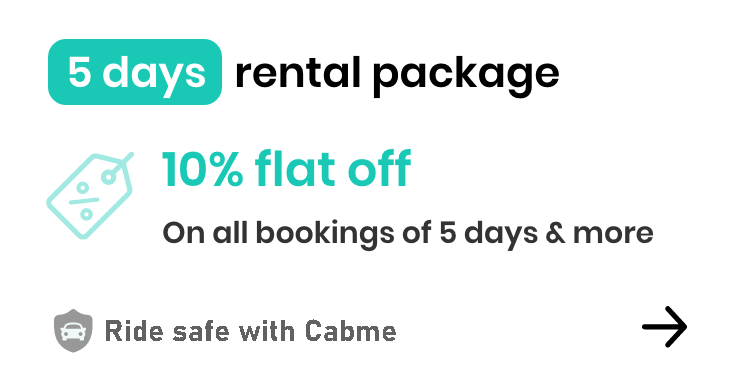 5 days rental package
10% flat off
On all bookings of 5 days & more
Ride safe with Cabme